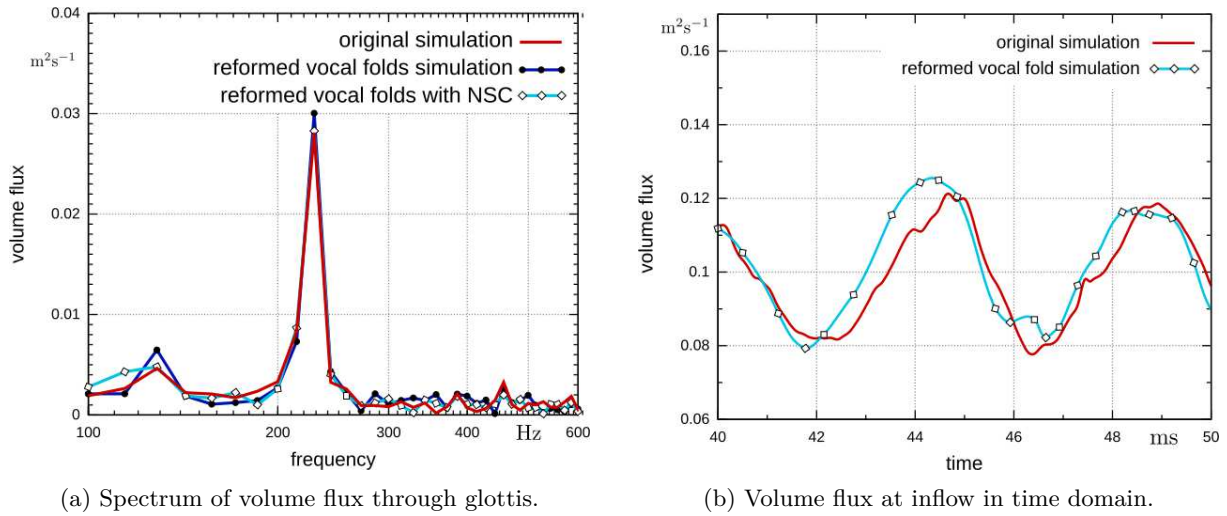 (a)
0.04
m²s⁻¹
original simulation
reformed vocal folds simulation
reformed vocal folds with NSC
0.03
volume flux
0.02
0.01
0
100
200
300
400
Hz
600
frequency
(a) Spectrum of volume flux through glottis.
(b)
m²s⁻¹
0.16
original simulation
reformed vocal fold simulation
0.14
0.12
volume flux
0.1
0.08
0.06
40
42
44
46
48
ms
50
time
(b) Volume flux at inflow in time domain.